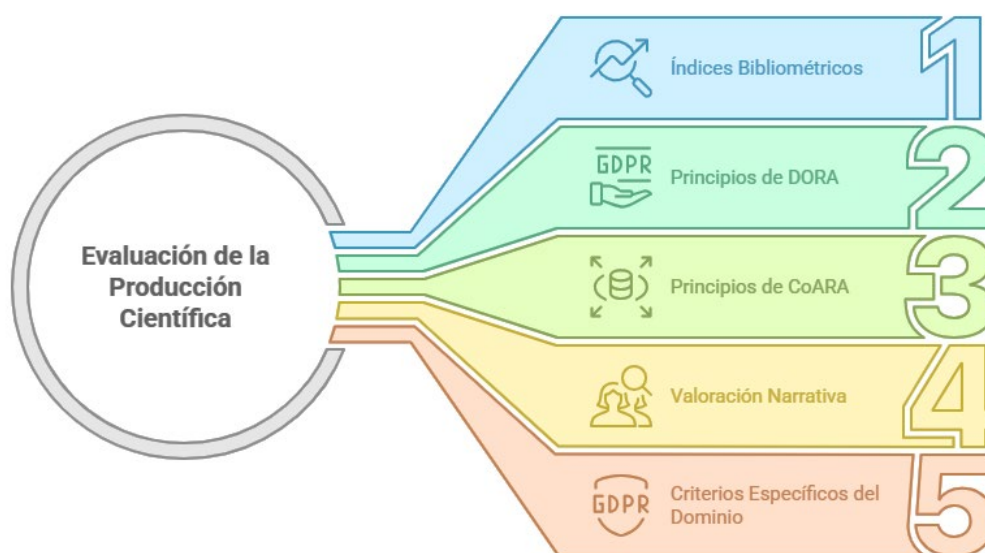 Evaluación de la
Producción
Científica
Índices Bibliométricos
1
GDPR
Principios de DORA
2
Principios de CoARA
3
Valoración Narrativa
4
GDPR
Criterios Específicos del
Dominio
5